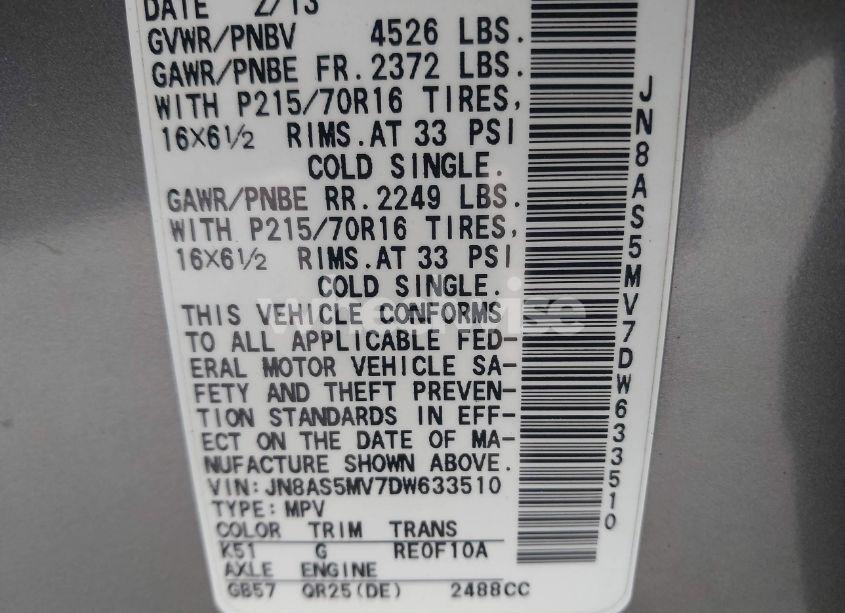 DATE 2/13
GVWR/PNBV 4526 LBS.
GAWR/PNBE FR. 2372 LBS.
WITH P215/70R16 TIRES,
16X6½ RIMS. AT 33 PSI
COLD SINGLE.
GAWR/PNBE RR. 2249 LBS.
WITH P215/70R16 TIRES,
16X6½ RIMS. AT 33 PSI
COLD SINGLE.
THIS VEHICLE CONFORMS
TO ALL APPLICABLE FED-
ERAL MOTOR VEHICLE SA-
FETY AND THEFT PREVEN-
TION STANDARDS IN EFF-
ECT ON THE DATE OF MA-
NUFACTURE SHOWN ABOVE.
VIN:JN8AS5MV7DW633510
TYPE:MPV
COLOR TRIM TRANS
K51 G RE0F10A
AXLE ENGINE
GB57 QR25(DE) 2488CC
JN8AS5MV7DW633510